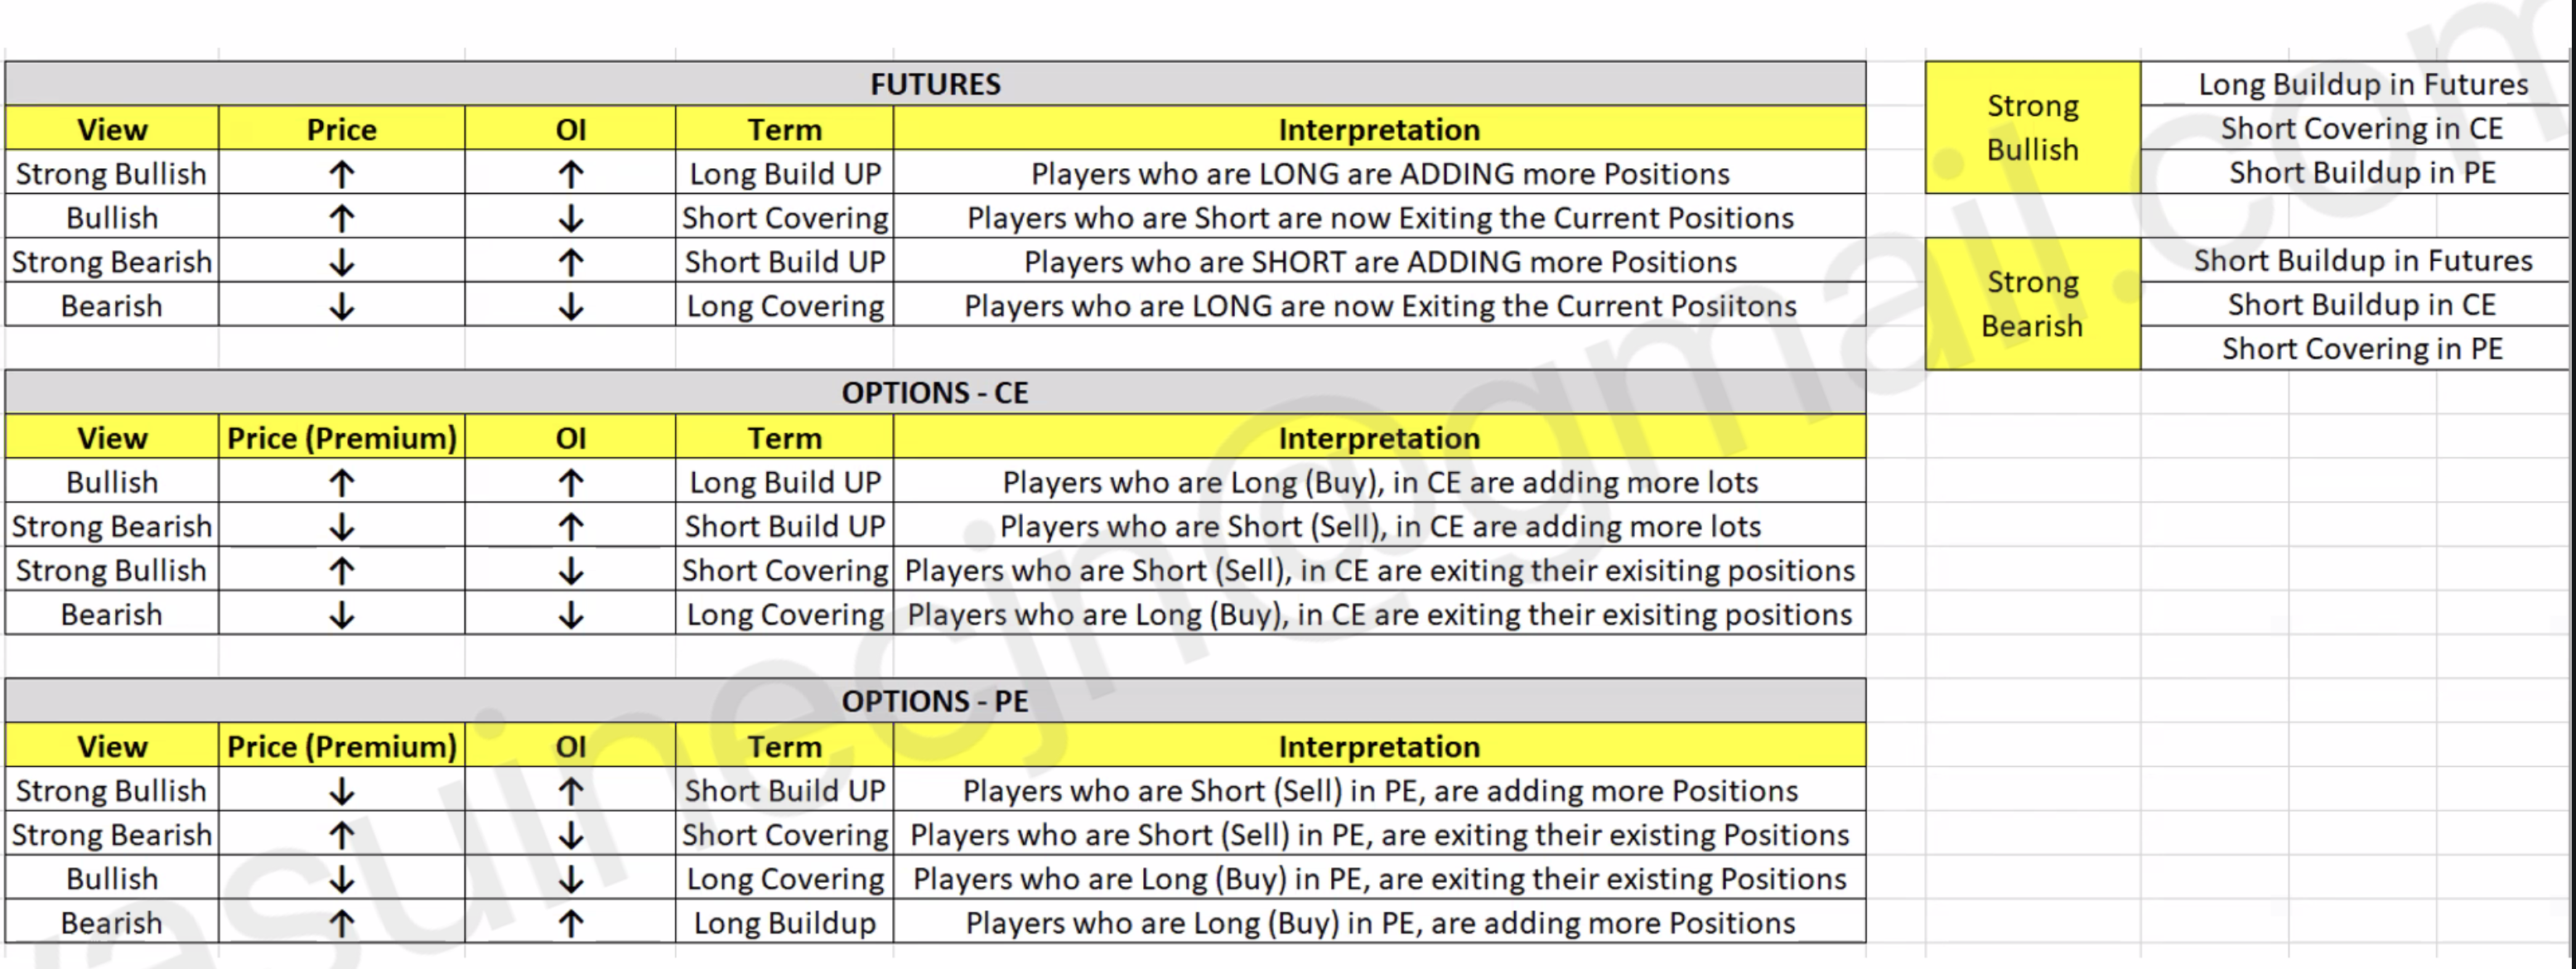 FUTURES
View Price OI Term Interpretation
Strong Bullish ↑ ↑ Long Build UP Players who are LONG are ADDING more Positions
Bullish ↑ ↓ Short Covering Players who are Short are now Exiting the Current Positions
Strong Bearish ↓ ↑ Short Build UP Players who are SHORT are ADDING more Positions
Bearish ↓ ↓ Long Covering Players who are LONG are now Exiting the Current Posiitons
OPTIONS - CE
View Price (Premium) OI Term Interpretation
Bullish ↑ ↑ Long Build UP Players who are Long (Buy), in CE are adding more lots
Strong Bearish ↓ ↑ Short Build UP Players who are Short (Sell), in CE are adding more lots
Strong Bullish ↑ ↓ Short Covering Players who are Short (Sell), in CE are exiting their exisiting positions
Bearish ↓ ↓ Long Covering Players who are Long (Buy), in CE are exiting their exisiting positions
OPTIONS - PE
View Price (Premium) OI Term Interpretation
Strong Bullish ↓ ↑ Short Build UP Players who are Short (Sell) in PE, are adding more Positions
Strong Bearish ↑ ↓ Short Covering Players who are Short (Sell) in PE, are exiting their existing Positions
Bullish ↓ ↓ Long Covering Players who are Long (Buy) in PE, are exiting their existing Positions
Bearish ↑ ↑ Long Buildup Players who are Long (Buy) in PE, are adding more Positions
Strong
Bullish
Long Buildup in Futures
Short Covering in CE
Short Buildup in PE
Strong
Bearish
Short Buildup in Futures
Short Buildup in CE
Short Covering in PE